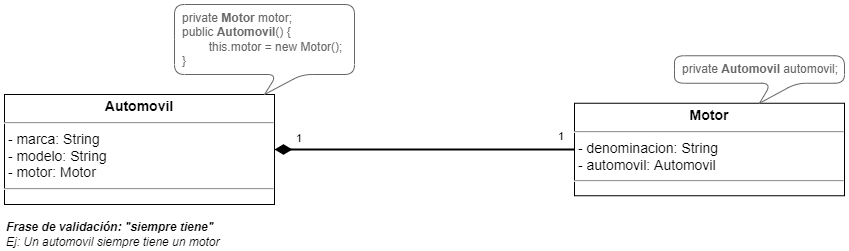 private Motor motor;
public Automovil() {
this.motor = new Motor();
}
private Automovil automovil;
Automovil
- marca: String
- modelo: String
- motor: Motor
1
1
Motor
- denominacion: String
- automovil: Automovil
Frase de validación: "siempre tiene"
Ej: Un automovil siempre tiene un motor